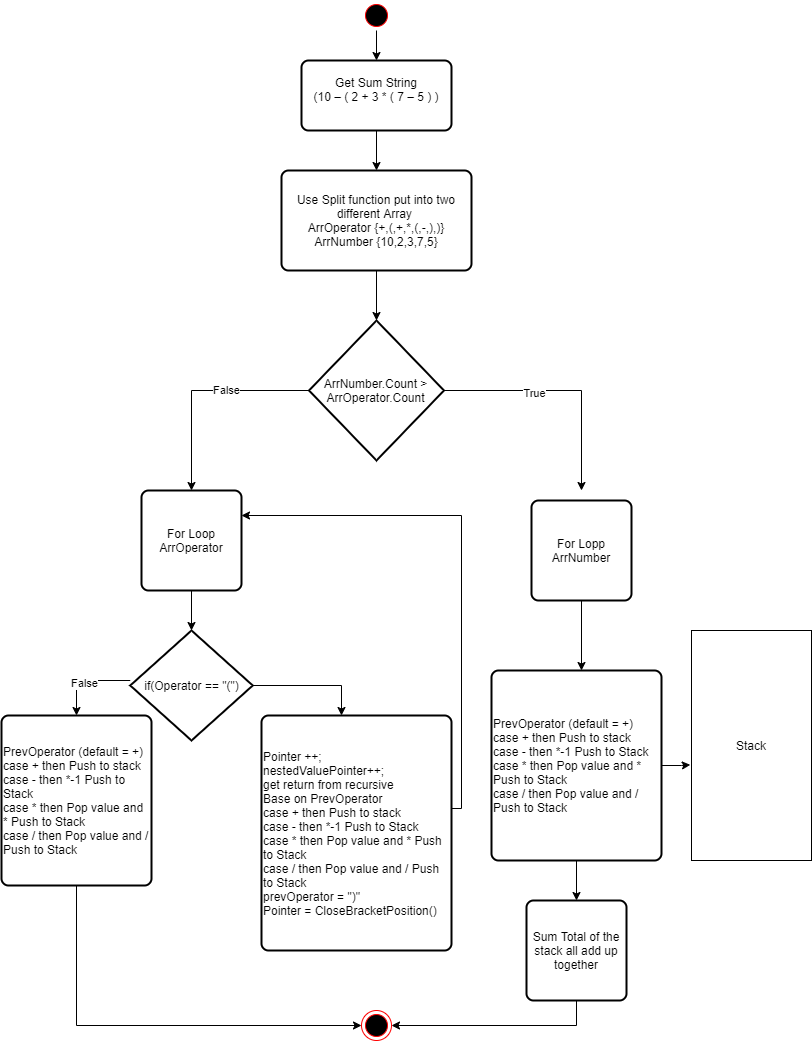 Get Sum String
(10 – ( 2 + 3 * ( 7 – 5 ) )
Use Split function put into two
different Array
ArrOperator {+,(,+,*,(,-,),)}
ArrNumber {10,2,3,7,5}
ArrNumber.Count >
ArrOperator.Count
False
True
For Loop
ArrOperator
For Lopp
ArrNumber
if(Operator == "(")
False
PrevOperator (default = +)
case + then Push to stack
case - then *-1 Push to
Stack
case * then Pop value and
* Push to Stack
case / then Pop value and /
Push to Stack
Pointer ++;
nestedValuePointer++;
get return from recursive
Base on PrevOperator
case + then Push to stack
case - then *-1 Push to Stack
case * then Pop value and * Push
to Stack
case / then Pop value and / Push
to Stack
prevOperator = ")"
Pointer = CloseBracketPosition()
PrevOperator (default = +)
case + then Push to stack
case - then *-1 Push to Stack
case * then Pop value and *
Push to Stack
case / then Pop value and /
Push to Stack
Stack
Sum Total of the
stack all add up
together